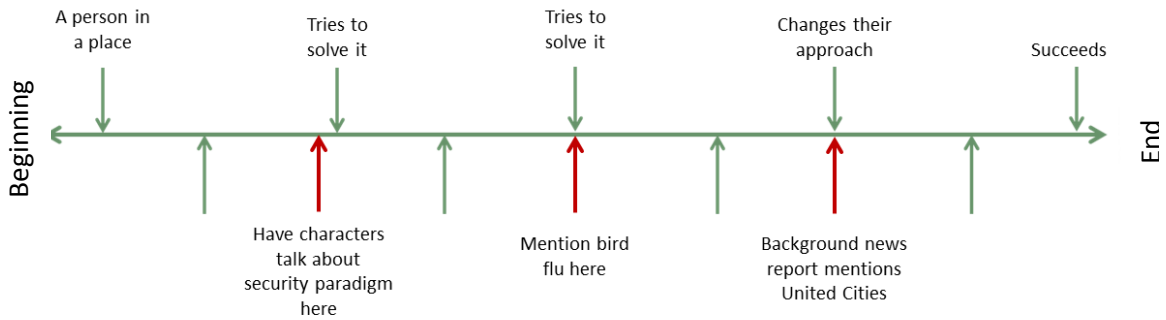 A person in
a place
Tries to
solve it
Tries to
solve it
Changes their
approach
Succeeds
Beginning
End
Have characters
talk about
security paradigm
here
Mention bird
flu here
Background news
report mentions
United Cities